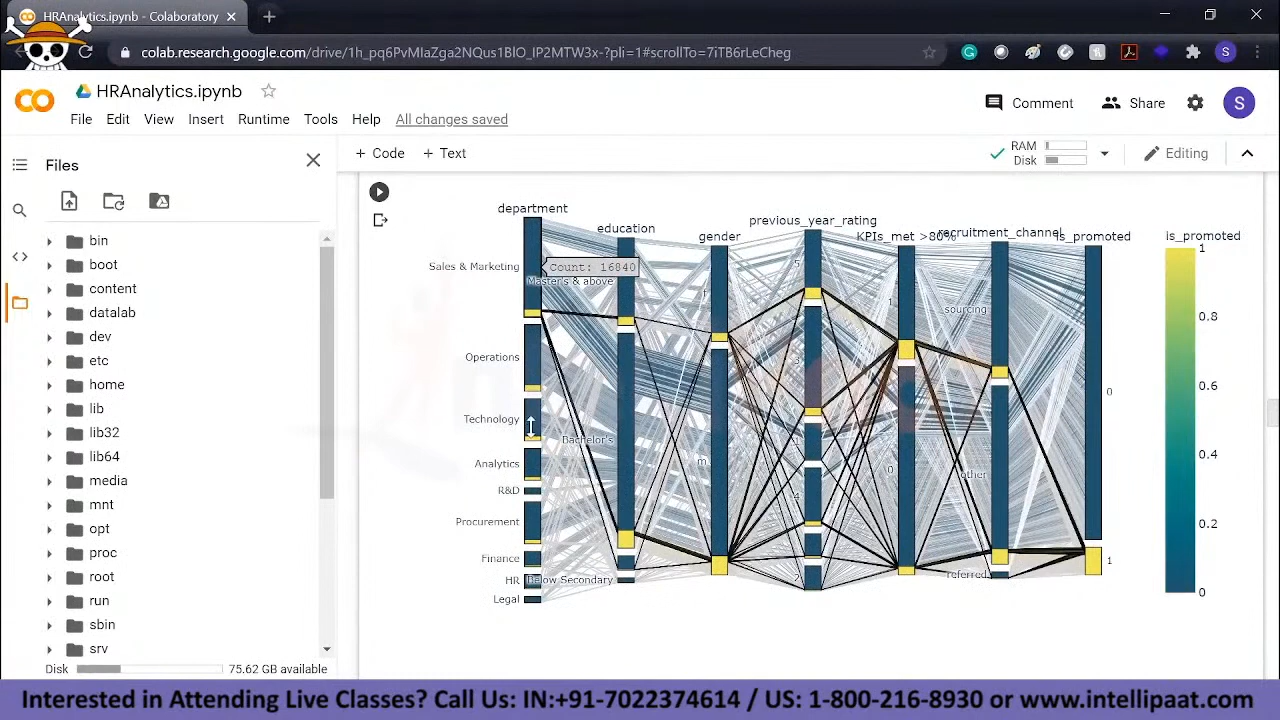 HRAnalytics.ipynb - Colaboratory
colab.research.google.com/drive/1h_pq6PvMIaZga2NQus1BIO_IP2MTW3x-?pli=1#scrollTo=7iTB6rLeCheg
HRAnalytics.ipynb
File Edit View Insert Runtime Tools Help All changes saved
Comment Share S
Files
+ Code + Text
RAM
Disk
Editing
bin
boot
content
datalab
dev
etc
home
lib
lib32
lib64
media
mnt
opt
proc
root
run
sbin
srv
Disk 75.62 GB available
department education gender previous_year_rating KPIs_met >80% recruitment_channel is_promoted is_promoted
Sales & Marketing
Count: 16840
Master's & above
Operations
Technology
Analytics
R&D
Procurement
Finance
HR
Legal
Bachelor's
Below Secondary
f
m
5
3
4
1
0
sourcing
other
referred
0
1
1
0.8
0.6
0.4
0.2
0
Interested in Attending Live Classes? Call Us: IN:+91-7022374614 / US: 1-800-216-8930 or www.intellipaat.com